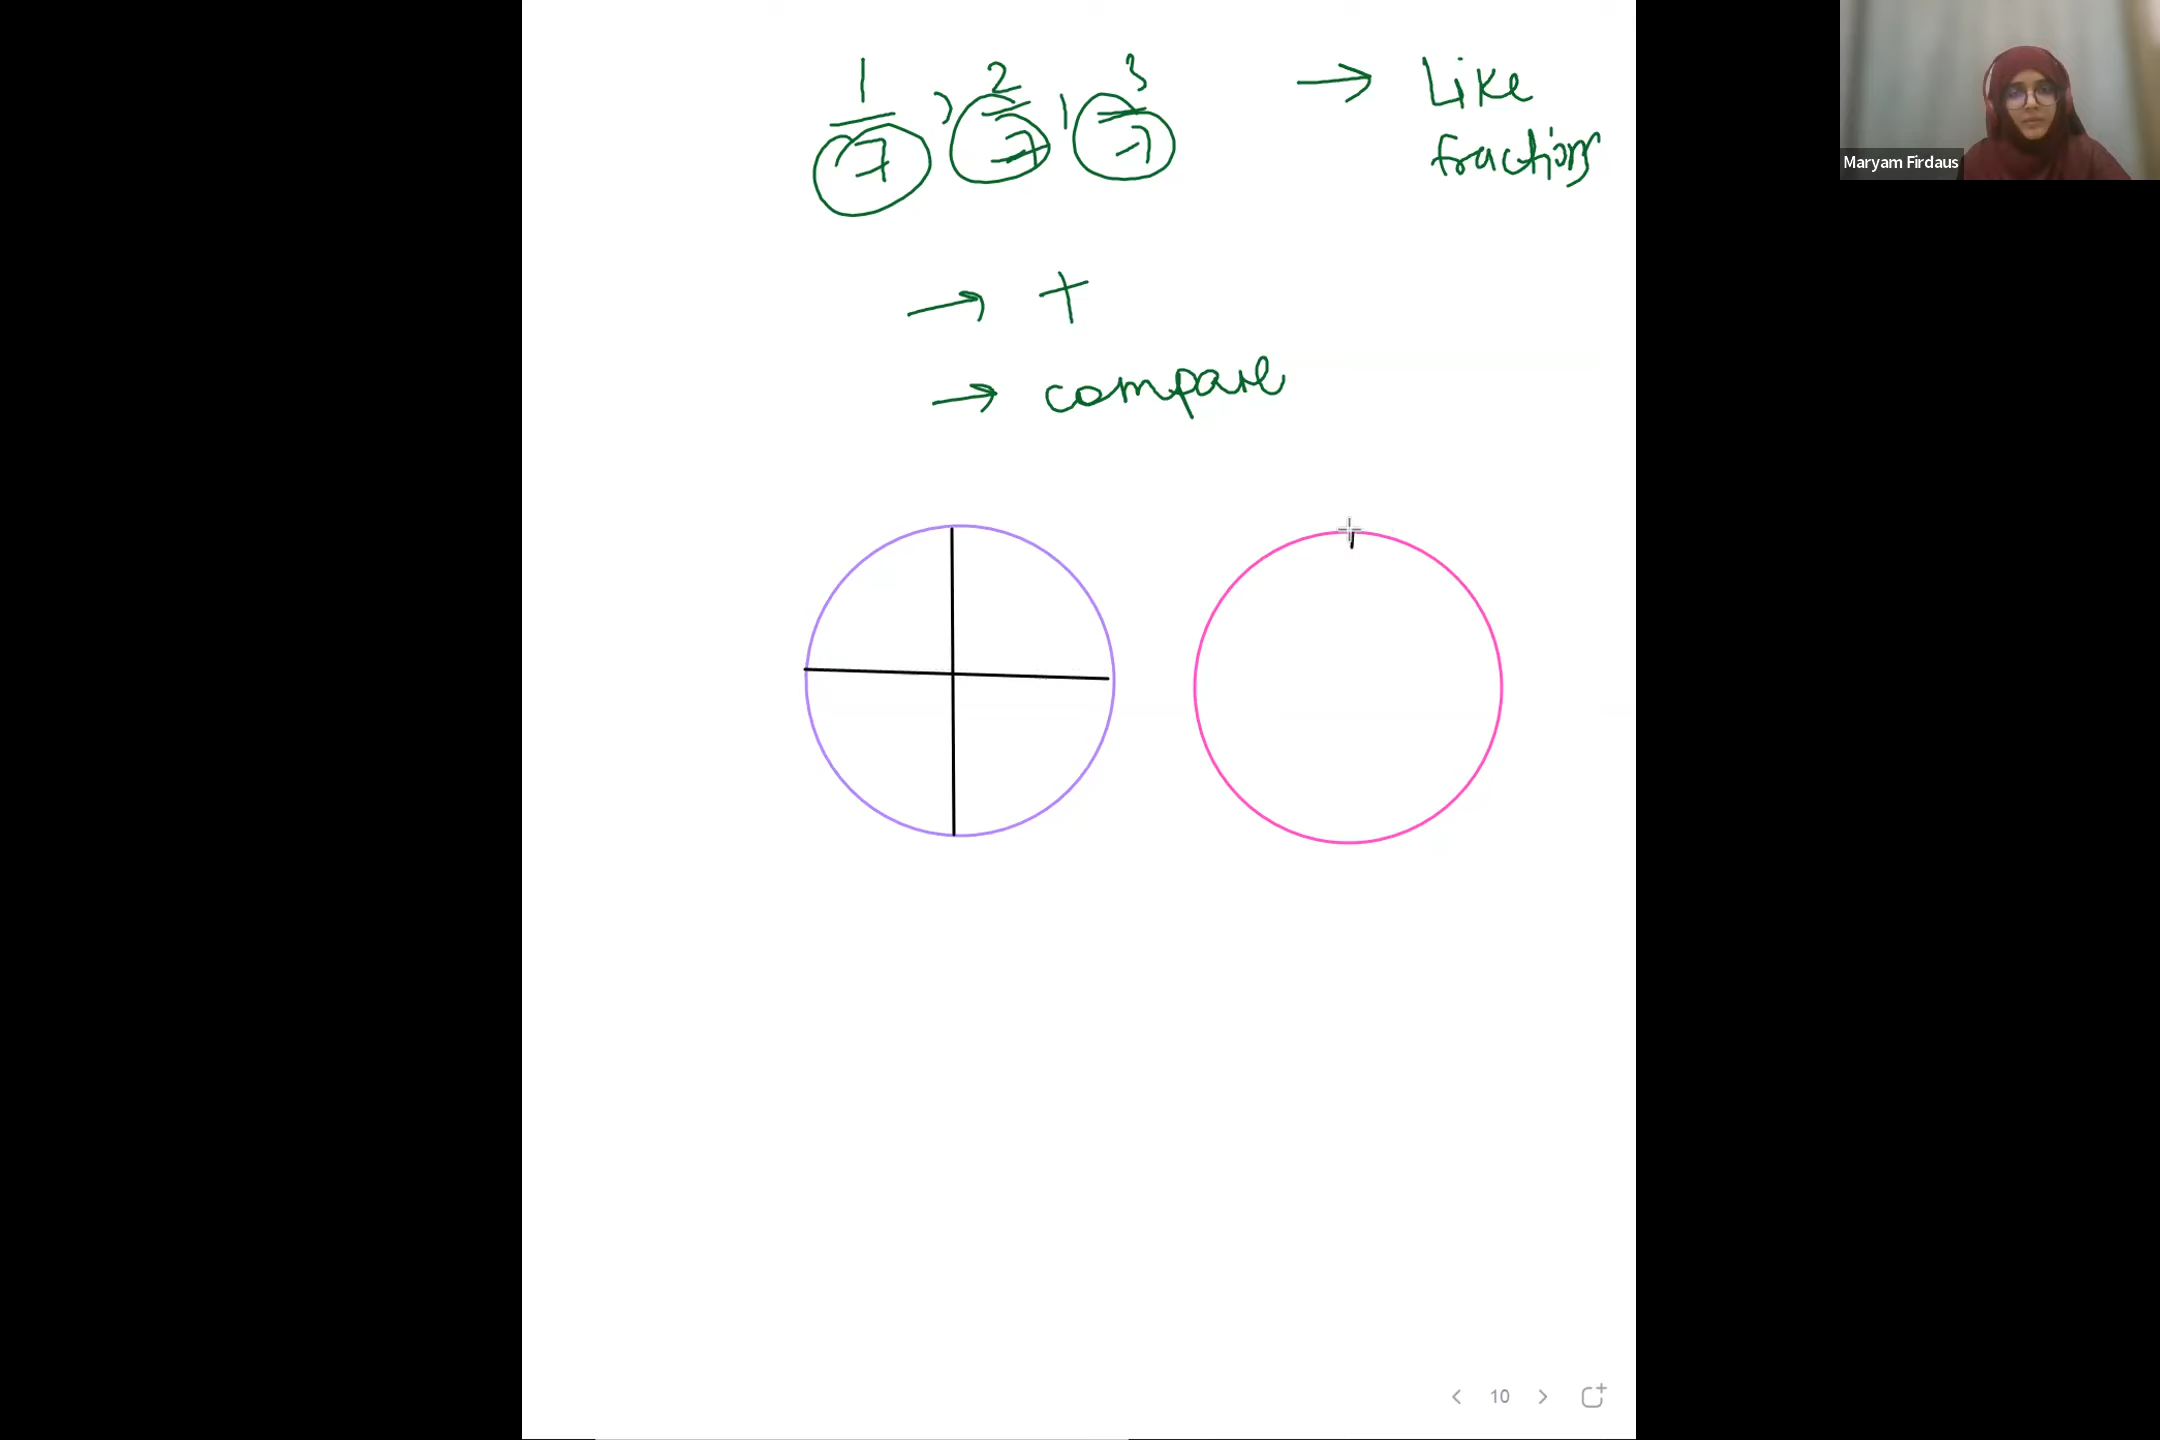 1/7 , 2/7 , 3/7 → Like
fractions
→ +
→ compare
Maryam Firdaus
< 10 >